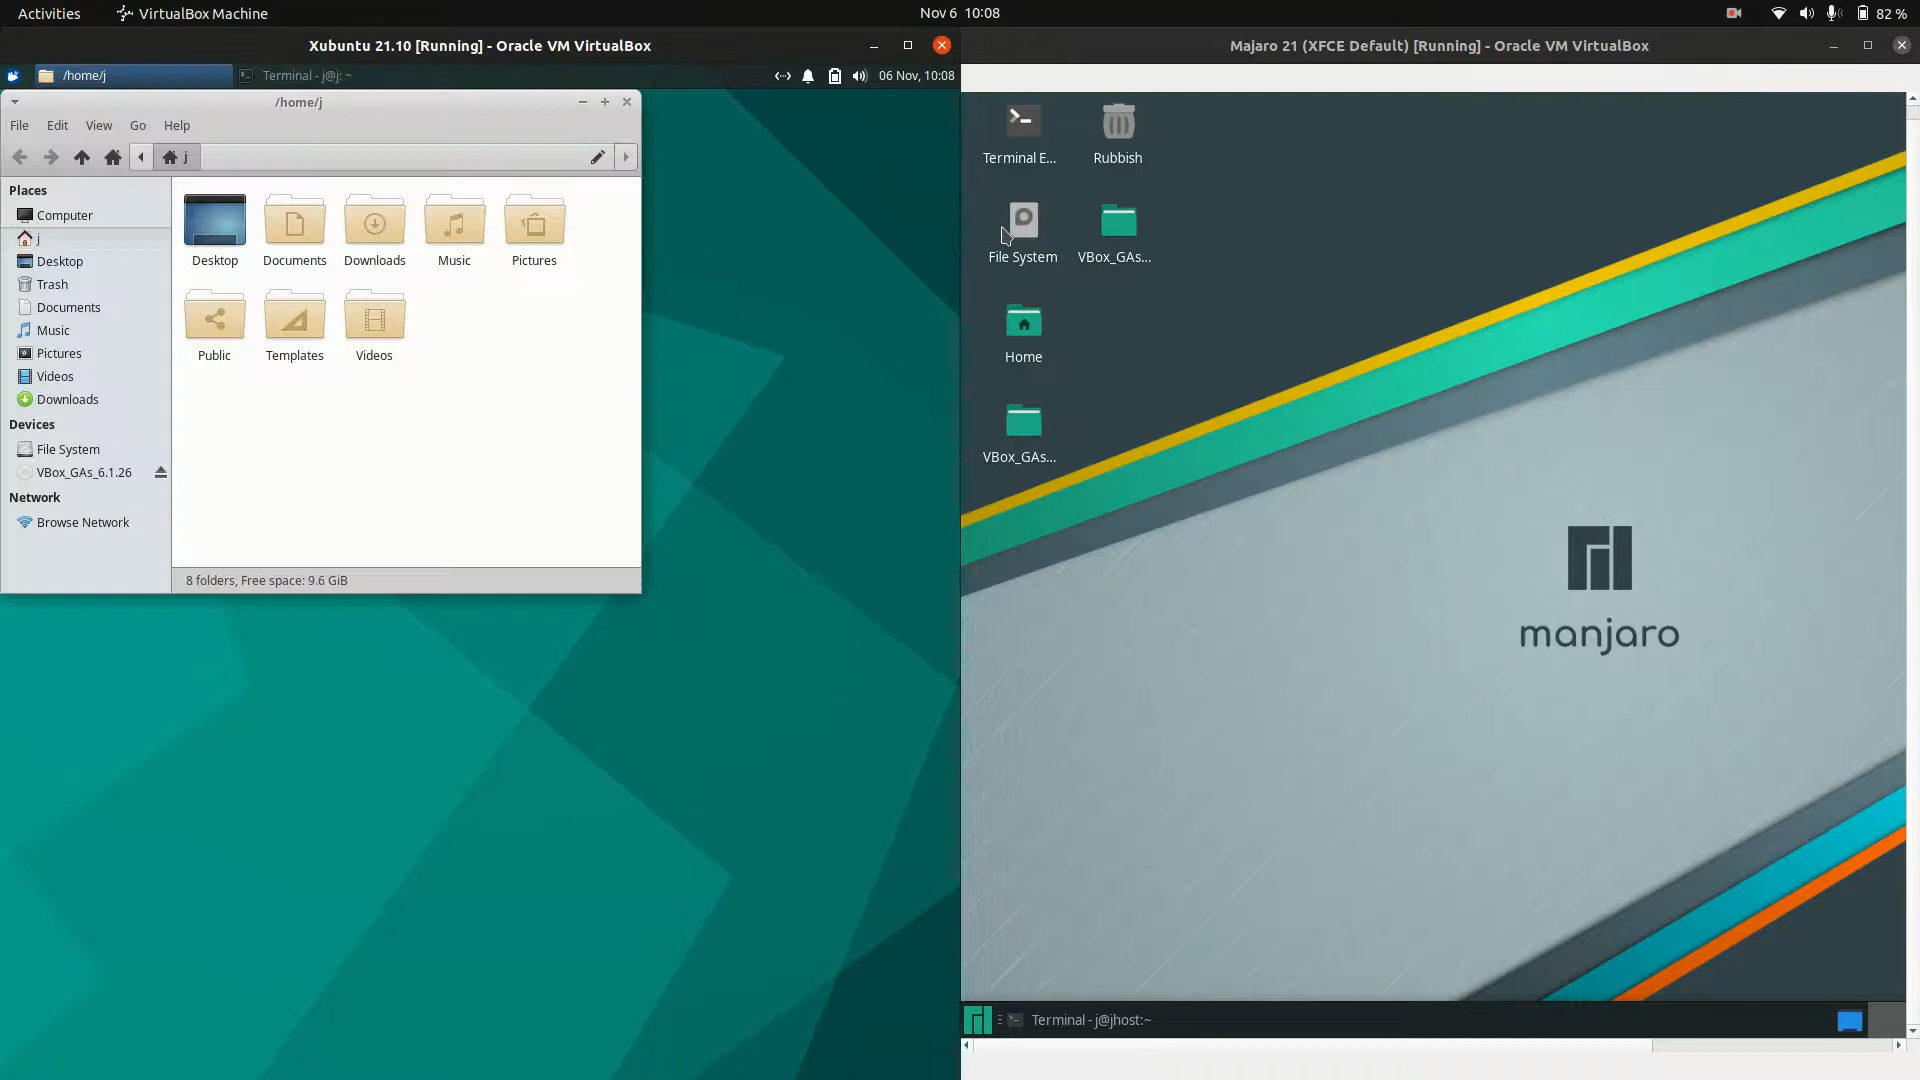 Activities
VirtualBox Machine
Nov 6 10:08
82 %
Xubuntu 21.10 [Running] - Oracle VM VirtualBox
/home/j
Terminal - j@j: ~
06 Nov, 10:08
/home/j
File Edit View Go Help
j
Places
Computer
j
Desktop
Trash
Documents
Music
Pictures
Videos
Downloads
Devices
File System
VBox_GAs_6.1.26
Network
Browse Network
Desktop
Documents
Downloads
Music
Pictures
Public
Templates
Videos
8 folders, Free space: 9.6 GiB
Majaro 21 (XFCE Default) [Running] - Oracle VM VirtualBox
Terminal E...
Rubbish
File System
VBox_GAs...
Home
VBox_GAs...
manjaro
Terminal - j@jhost:~